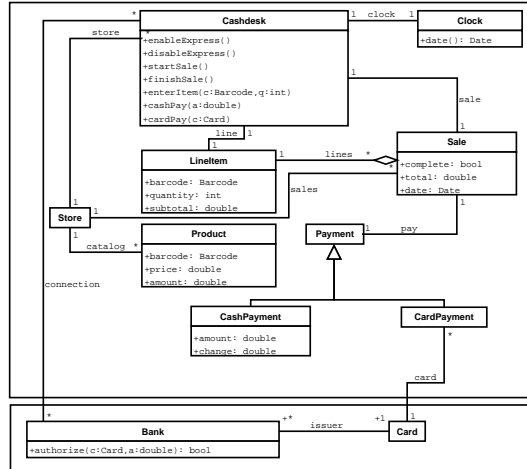 *
Cashdesk
1 clock 1
Clock
store
*
+enableExpress()
+date(): Date
+disableExpress()
+startSale()
+finishSale()
1
+enterItem(c:Barcode,q:int)
+cashPay(a:double)
sale
+cardPay(c:Card)
line 1
1
1
LineItem
1 lines *
Sale
+barcode: Barcode
+complete: bool
+quantity: int
sales
*
+total: double
+subtotal: double
+date: Date
1
Store
1
1
1
Product
Payment
1 pay
catalog *
+barcode: Barcode
+price: double
connection
+amount: double
CashPayment
CardPayment
+amount: double
*
+change: double
card
*
+*
+1
1
Bank
issuer
Card
+authorize(c:Card,a:double): bool